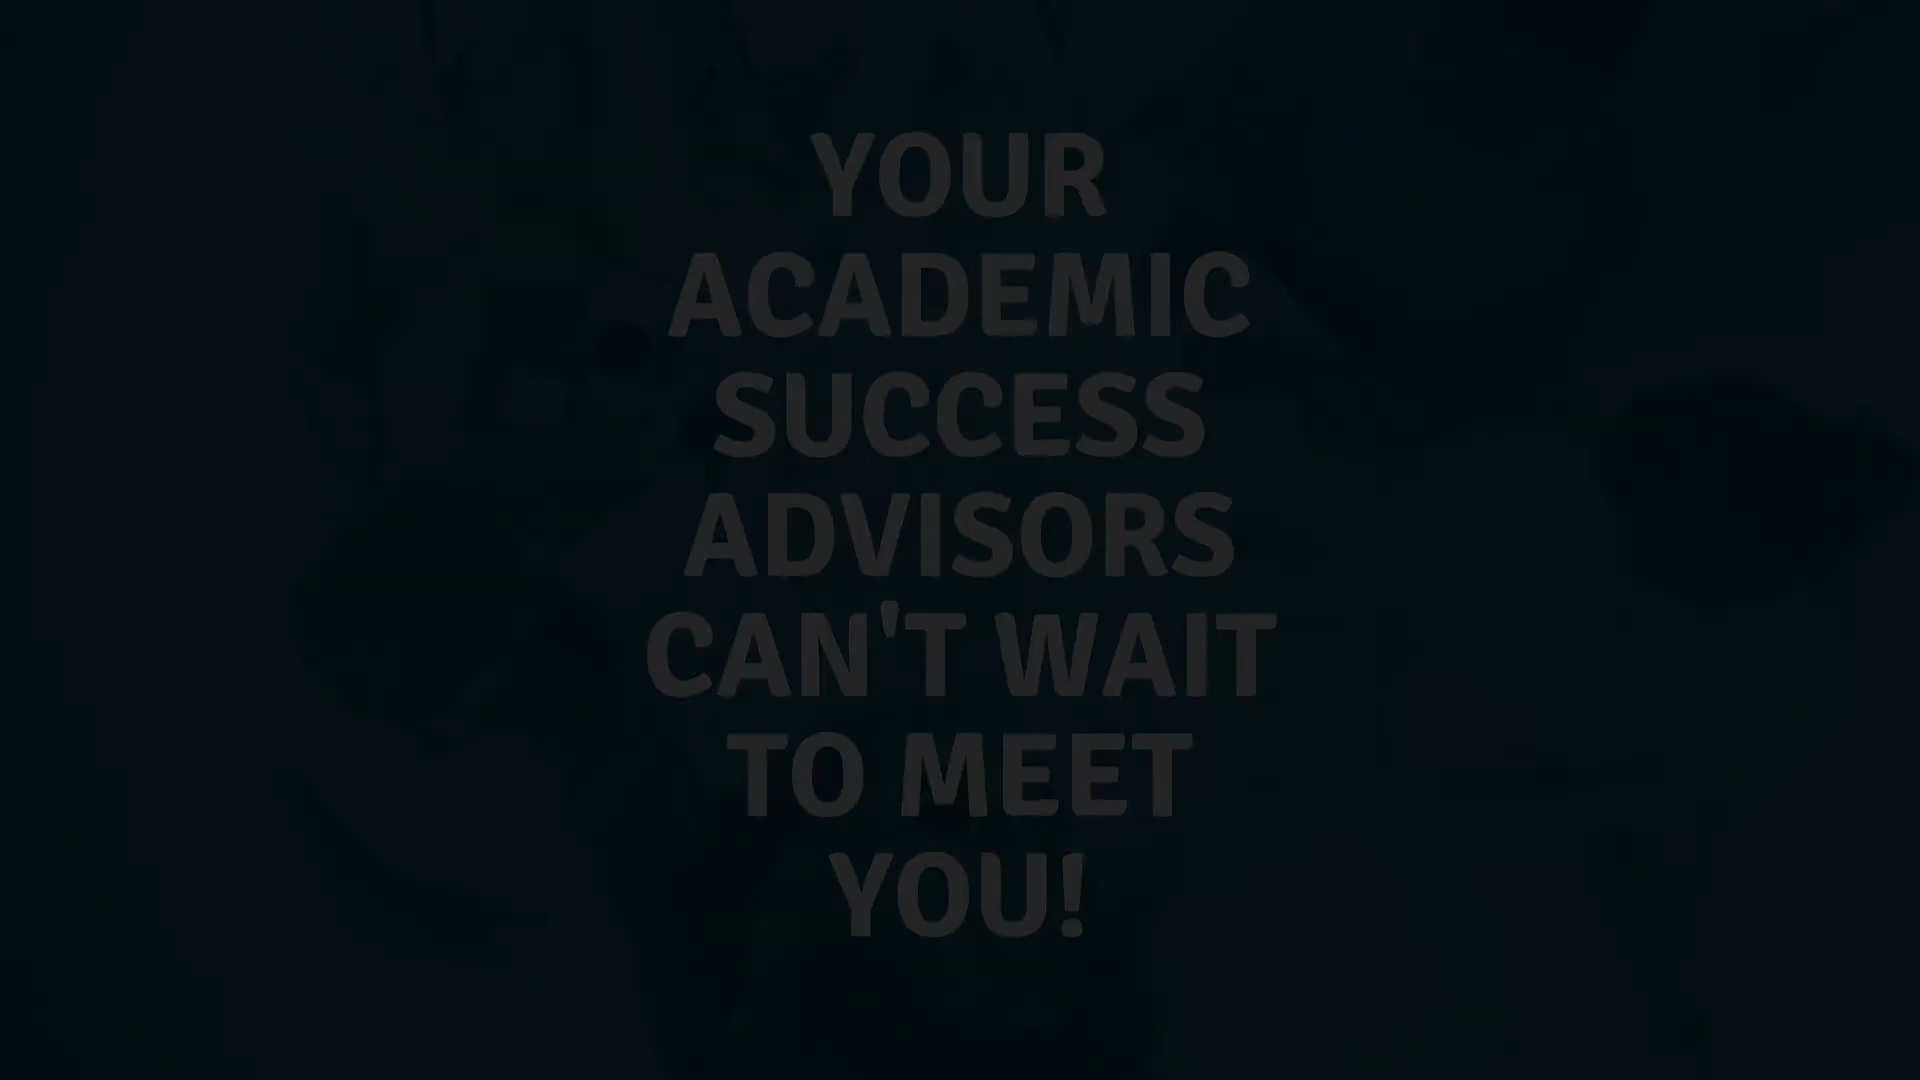 YOUR
ACADEMIC
SUCCESS
ADVISORS
CAN'T WAIT
TO MEET
YOU!